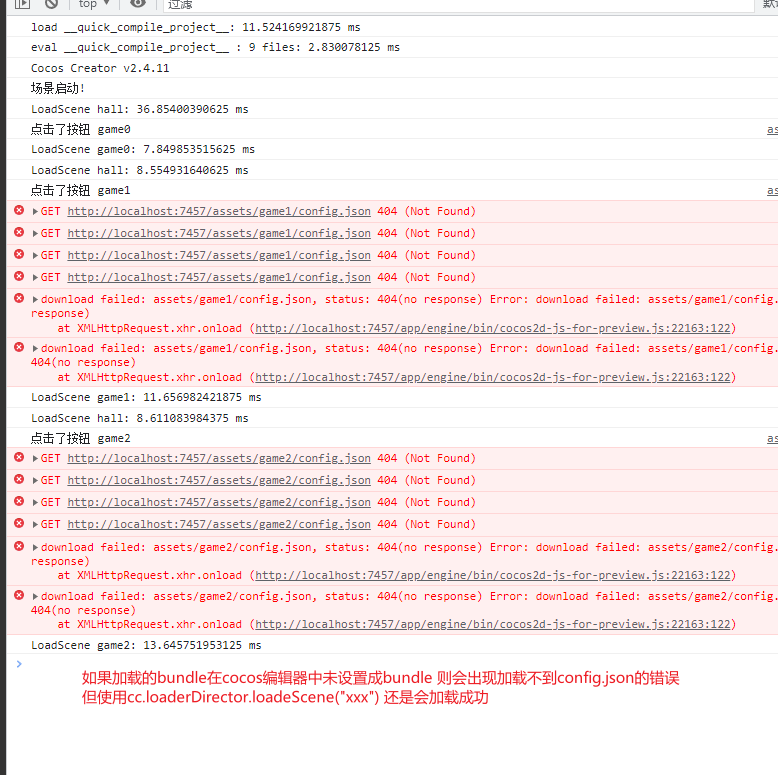 top ▼ 过滤 默
load __quick_compile_project__: 11.524169921875 ms
eval __quick_compile_project__ : 9 files: 2.830078125 ms
Cocos Creator v2.4.11
场景启动!
LoadScene hall: 36.85400390625 ms
点击了按钮 game0 as
LoadScene game0: 7.849853515625 ms
LoadScene hall: 8.554931640625 ms
点击了按钮 game1 as
▶GET http://localhost:7457/assets/game1/config.json 404 (Not Found)
▶GET http://localhost:7457/assets/game1/config.json 404 (Not Found)
▶GET http://localhost:7457/assets/game1/config.json 404 (Not Found)
▶GET http://localhost:7457/assets/game1/config.json 404 (Not Found)
▶download failed: assets/game1/config.json, status: 404(no response) Error: download failed: assets/game1/config.
response)
at XMLHttpRequest.xhr.onload (http://localhost:7457/app/engine/bin/cocos2d-js-for-preview.js:22163:122)
▶download failed: assets/game1/config.json, status: 404(no response) Error: download failed: assets/game1/config.
404(no response)
at XMLHttpRequest.xhr.onload (http://localhost:7457/app/engine/bin/cocos2d-js-for-preview.js:22163:122)
LoadScene game1: 11.656982421875 ms
LoadScene hall: 8.611083984375 ms
点击了按钮 game2 as
▶GET http://localhost:7457/assets/game2/config.json 404 (Not Found)
▶GET http://localhost:7457/assets/game2/config.json 404 (Not Found)
▶GET http://localhost:7457/assets/game2/config.json 404 (Not Found)
▶GET http://localhost:7457/assets/game2/config.json 404 (Not Found)
▶download failed: assets/game2/config.json, status: 404(no response) Error: download failed: assets/game2/config.
response)
at XMLHttpRequest.xhr.onload (http://localhost:7457/app/engine/bin/cocos2d-js-for-preview.js:22163:122)
▶download failed: assets/game2/config.json, status: 404(no response) Error: download failed: assets/game2/config.
404(no response)
at XMLHttpRequest.xhr.onload (http://localhost:7457/app/engine/bin/cocos2d-js-for-preview.js:22163:122)
LoadScene game2: 13.645751953125 ms
如果加载的bundle在cocos编辑器中未设置成bundle 则会出现加载不到config.json的错误
但使用cc.loaderDirector.loadeScene("xxx") 还是会加载成功